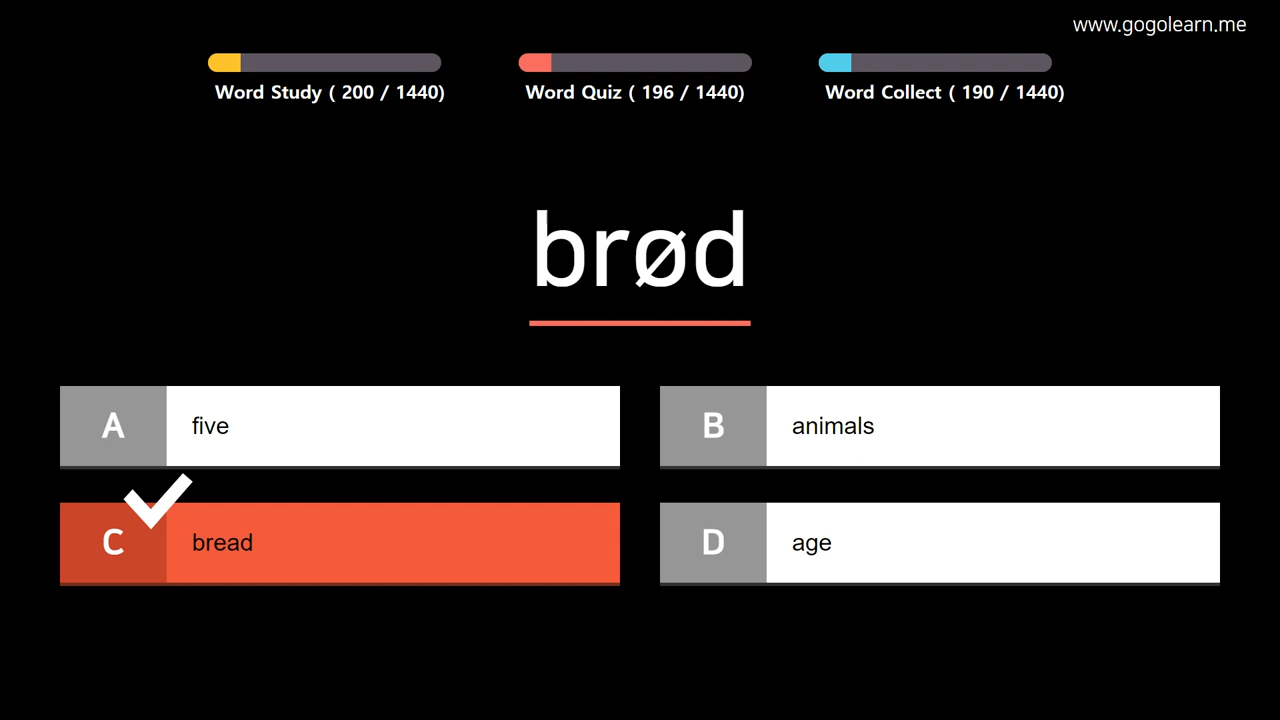 www.gogolearn.me
Word Study ( 200 / 1440)
Word Quiz ( 196 / 1440)
Word Collect ( 190 / 1440)
brød
A five
B animals
C bread
D age